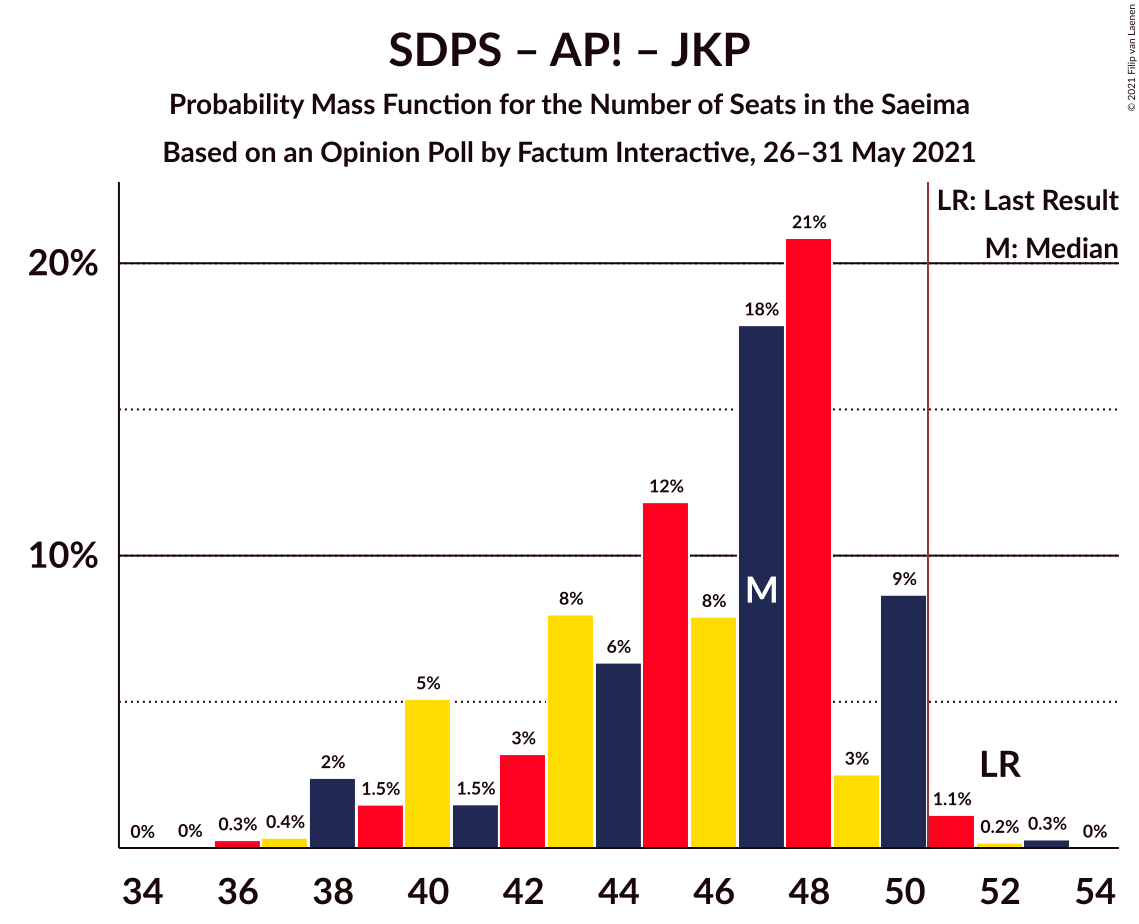 SDPS – AP! – JKP
Probability Mass Function for the Number of Seats in the Saeima
Based on an Opinion Poll by Factum Interactive, 26–31 May 2021
© 2021 Filip van Laenen
LR: Last Result
M: Median
20%
10%
0% 0% 0.3% 0.4% 2% 1.5% 5% 1.5% 3% 8% 6% 12% 8% 18% 21% 3% 9% 1.1% 0.2% 0.3% 0%
M
LR
34 36 38 40 42 44 46 48 50 52 54